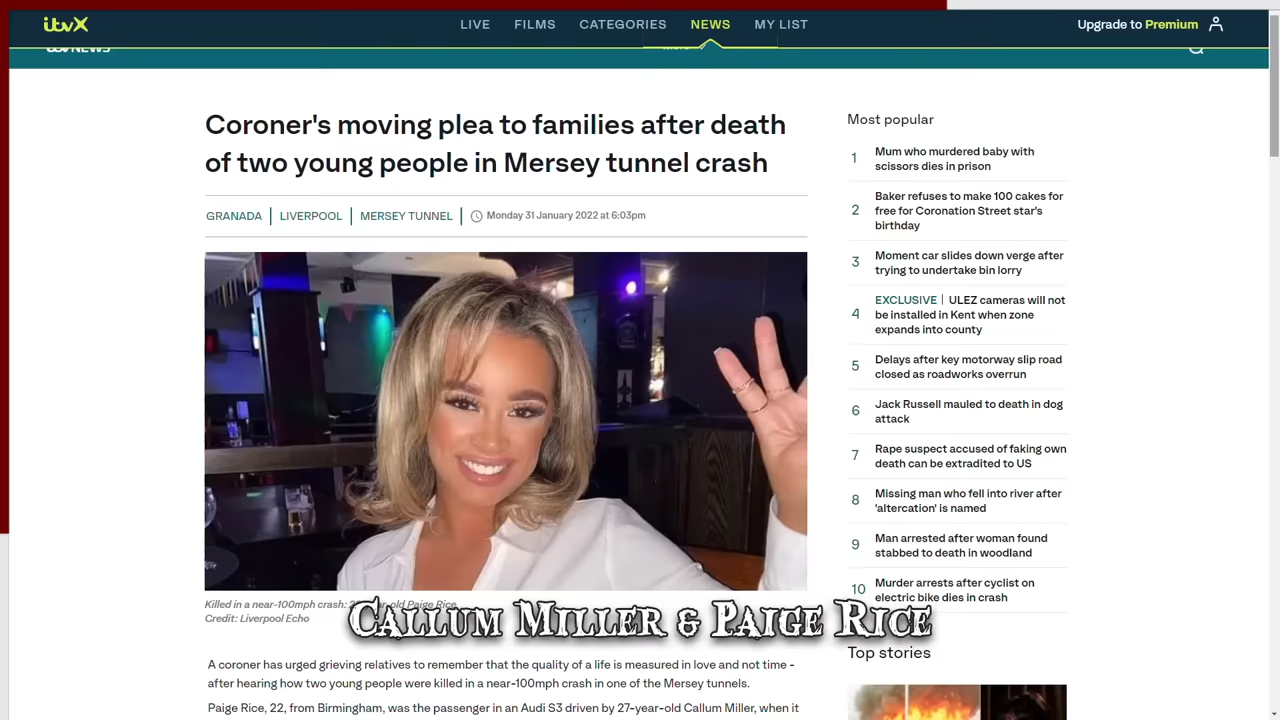 itvX
LIVE FILMS CATEGORIES NEWS MY LIST
Upgrade to Premium
NEWS
Coroner's moving plea to families after death
of two young people in Mersey tunnel crash
GRANADA | LIVERPOOL | MERSEY TUNNEL | Monday 31 January 2022 at 6:03pm
Killed in a near-100mph crash: -old Paige Rice
Credit: Liverpool Echo
CALLUM MILLER & PAIGE RICE
A coroner has urged grieving relatives to remember that the quality of a life is measured in love and not time -
after hearing how two young people were killed in a near-100mph crash in one of the Mersey tunnels.
Paige Rice, 22, from Birmingham, was the passenger in an Audi S3 driven by 27-year-old Callum Miller, when it
Most popular
1 Mum who murdered baby with
scissors dies in prison
2 Baker refuses to make 100 cakes for
free for Coronation Street star's
birthday
3 Moment car slides down verge after
trying to undertake bin lorry
4 EXCLUSIVE | ULEZ cameras will not
be installed in Kent when zone
expands into county
5 Delays after key motorway slip road
closed as roadworks overrun
6 Jack Russell mauled to death in dog
attack
7 Rape suspect accused of faking own
death can be extradited to US
8 Missing man who fell into river after
'altercation' is named
9 Man arrested after woman found
stabbed to death in woodland
10 Murder arrests after cyclist on
electric bike dies in crash
Top stories